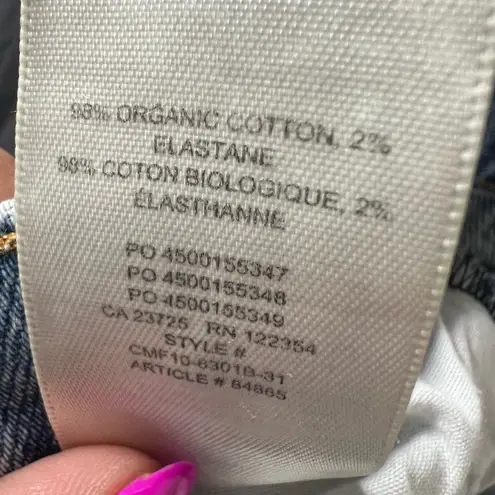 98% ORGANIC COTTON, 2%
ELASTANE
98% COTON BIOLOGIQUE, 2%
ÉLASTHANNE
PO 4500155347
PO 4500155348
PO 4500155349
CA 23725 RN 122354
STYLE #
CMF10-6301B-31
ARTICLE # 84865